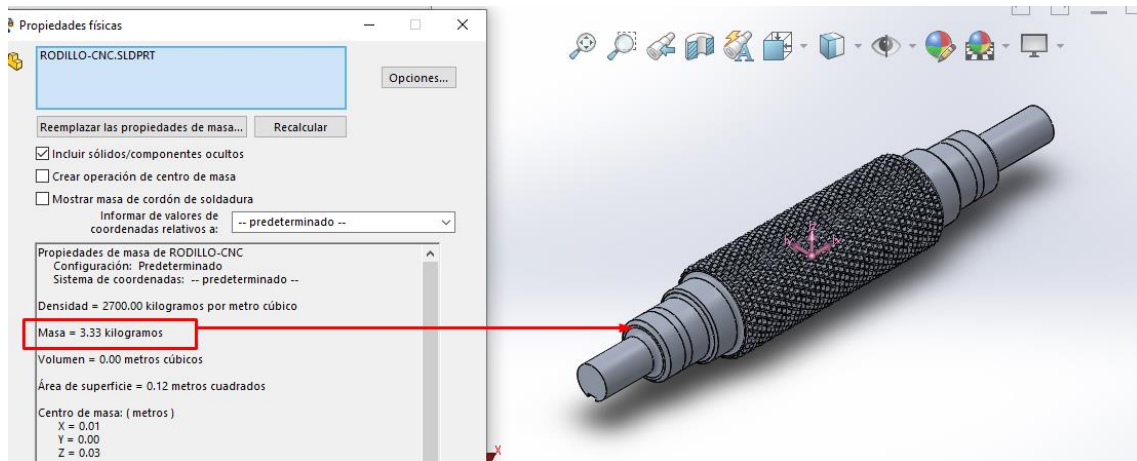 Propiedades físicas
RODILLO-CNC.SLDPRT
Opciones...
Reemplazar las propiedades de masa...
Recalcular
Incluir sólidos/componentes ocultos
Crear operación de centro de masa
Mostrar masa de cordón de soldadura
Informar de valores de
coordenadas relativos a:
-- predeterminado --
Propiedades de masa de RODILLO-CNC
Configuración: Predeterminado
Sistema de coordenadas: -- predeterminado --
Densidad = 2700.00 kilogramos por metro cúbico
Masa = 3.33 kilogramos
Volumen = 0.00 metros cúbicos
Área de superficie = 0.12 metros cuadrados
Centro de masa: ( metros )
X = 0.01
Y = 0.00
Z = 0.03
X